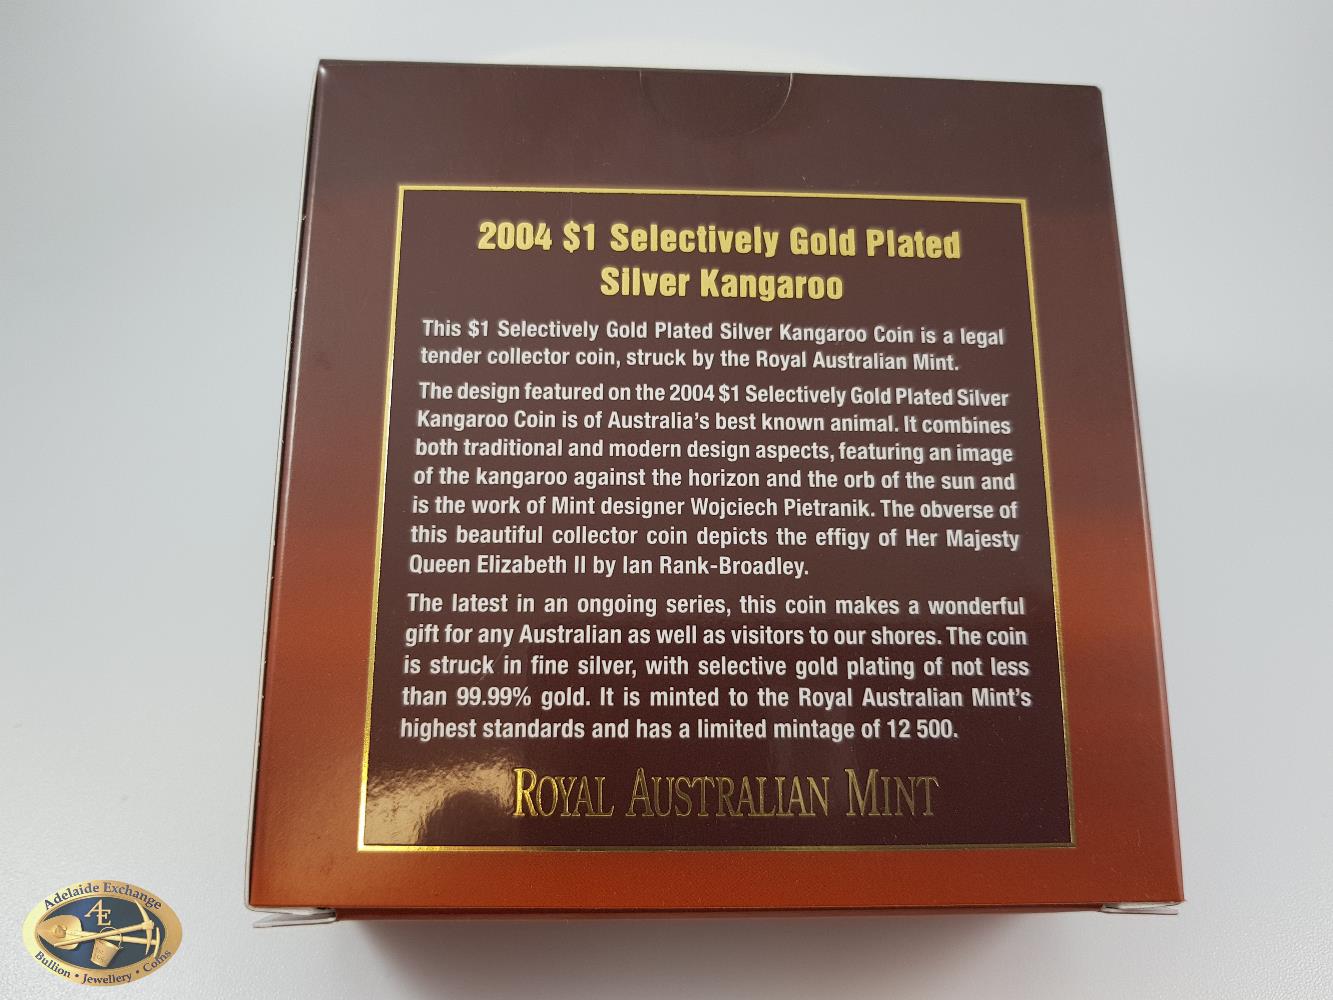 2004 $1 Selectively Gold Plated
Silver Kangaroo
This $1 Selectively Gold Plated Silver Kangaroo Coin is a legal
tender collector coin, struck by the Royal Australian Mint.
The design featured on the 2004 $1 Selectively Gold Plated Silver
Kangaroo Coin is of Australia's best known animal. It combines
both traditional and modern design aspects, featuring an image
of the kangaroo against the horizon and the orb of the sun and
is the work of Mint designer Wojciech Pietranik. The obverse of
this beautiful collector coin depicts the effigy of Her Majesty
Queen Elizabeth II by Ian Rank-Broadley.
The latest in an ongoing series, this coin makes a wonderful
gift for any Australian as well as visitors to our shores. The coin
is struck in fine silver, with selective gold plating of not less
than 99.99% gold. It is minted to the Royal Australian Mint's
highest standards and has a limited mintage of 12 500.
ROYAL AUSTRALIAN MINT
Adelaide Exchange
AE
Bullion • Jewellery • Coins